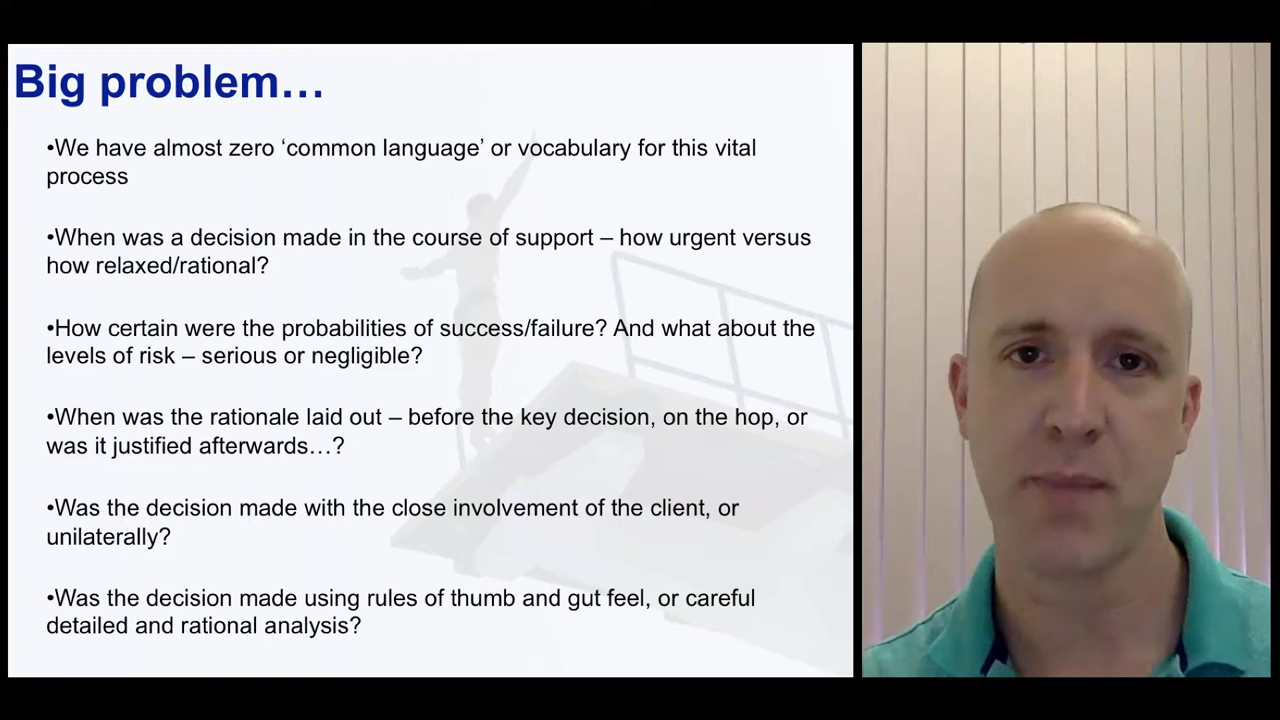 Big problem…
•We have almost zero ‘common language’ or vocabulary for this vital
process
•When was a decision made in the course of support – how urgent versus
how relaxed/rational?
•How certain were the probabilities of success/failure? And what about the
levels of risk – serious or negligible?
•When was the rationale laid out – before the key decision, on the hop, or
was it justified afterwards…?
•Was the decision made with the close involvement of the client, or
unilaterally?
•Was the decision made using rules of thumb and gut feel, or careful
detailed and rational analysis?